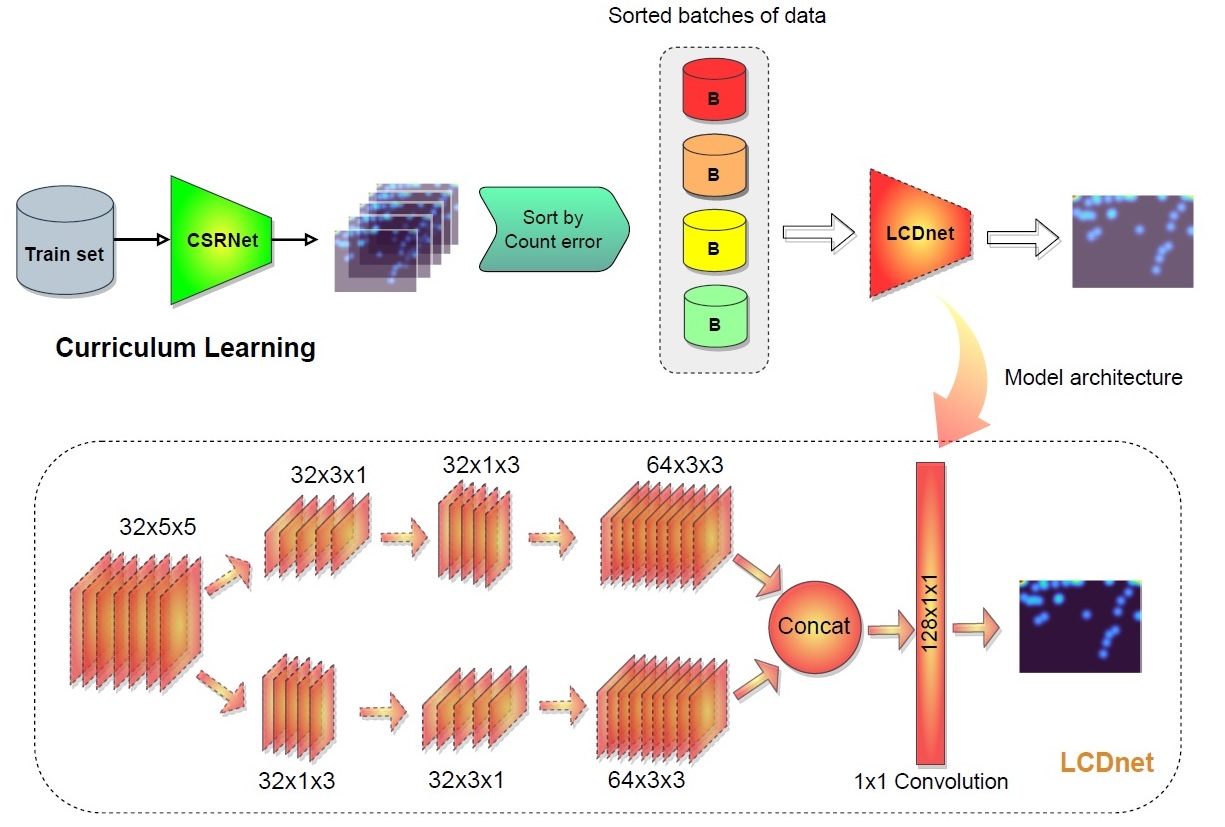 Sorted batches of data
B
B
B
B
Train set
CSRNet
Sort by
Count error
LCDnet
Curriculum Learning
Model architecture
32x5x5
32x3x1
32x1x3
64x3x3
32x1x3
32x3x1
64x3x3
Concat
128x1x1
1x1 Convolution
LCDnet